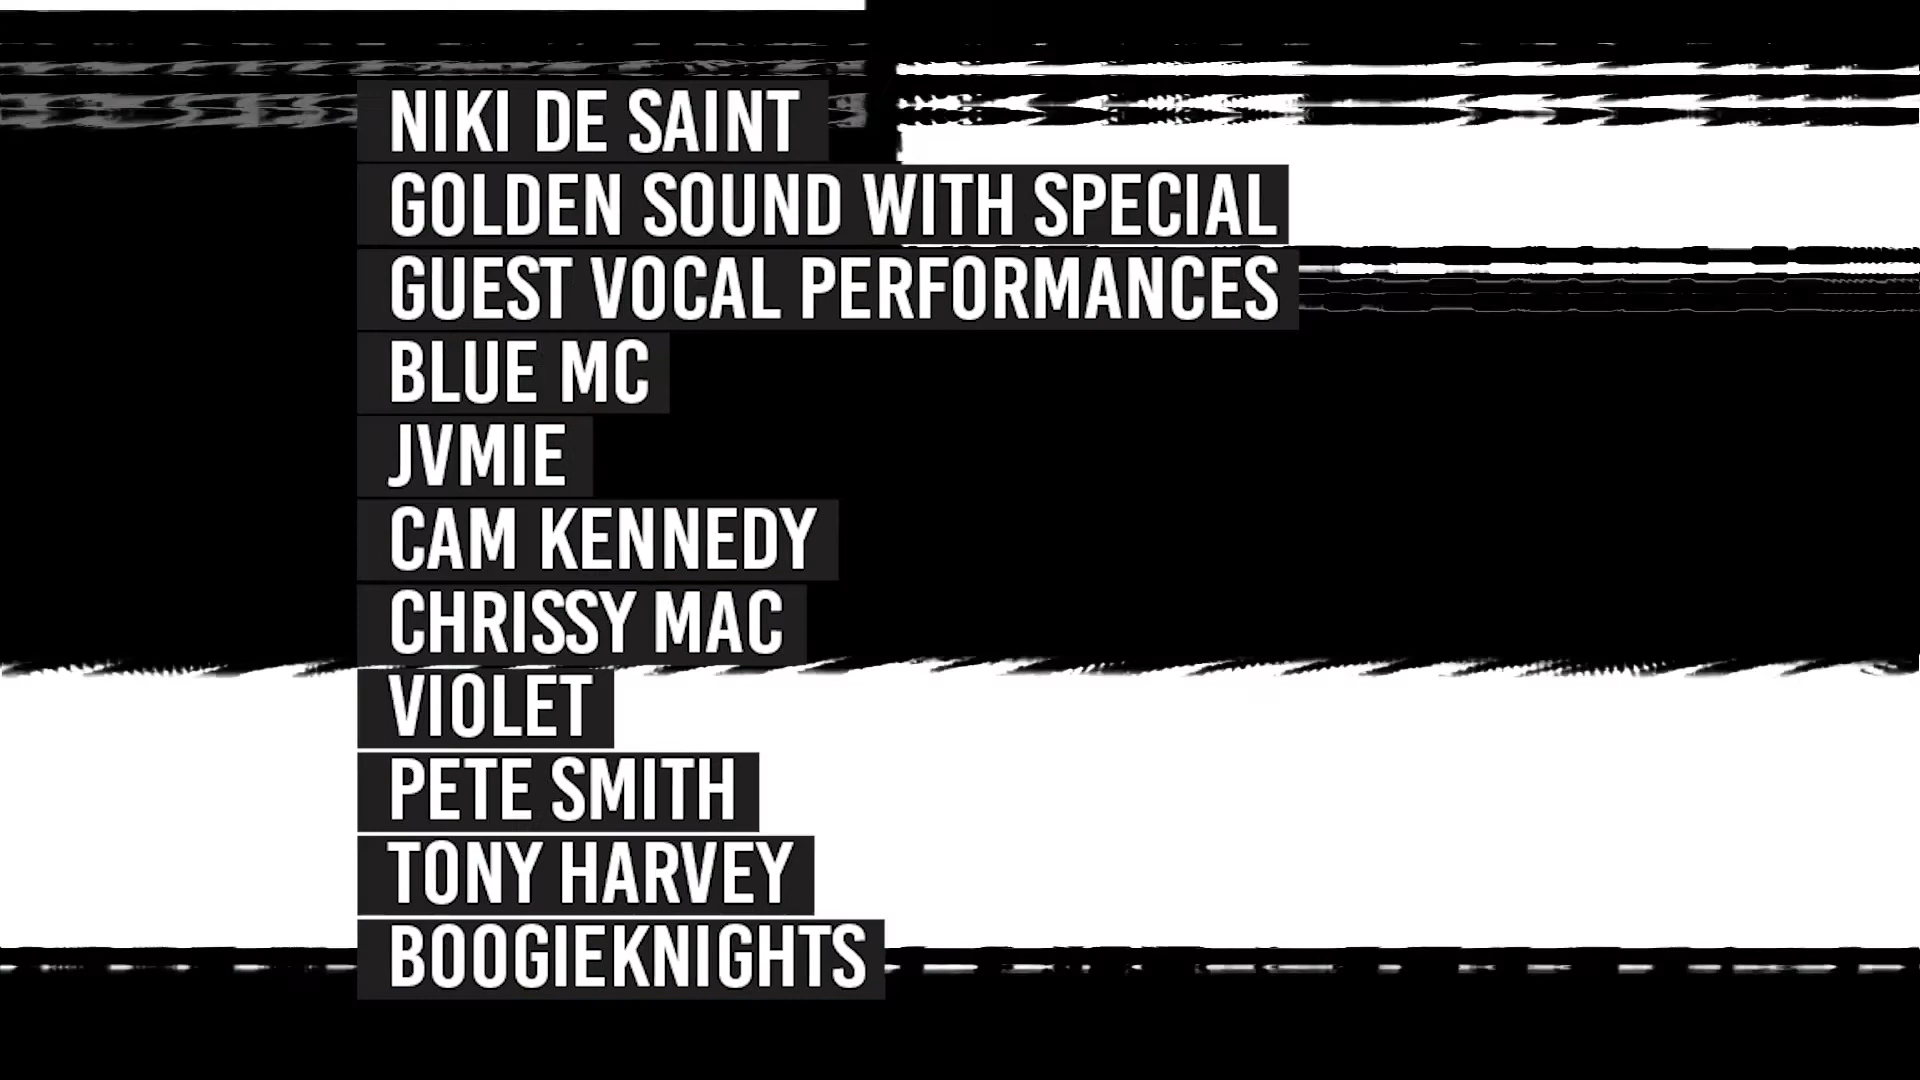 NIKI DE SAINT
GOLDEN SOUND WITH SPECIAL
GUEST VOCAL PERFORMANCES
BLUE MC
JVMIE
CAM KENNEDY
CHRISSY MAC
VIOLET
PETE SMITH
TONY HARVEY
BOOGIEKNIGHTS